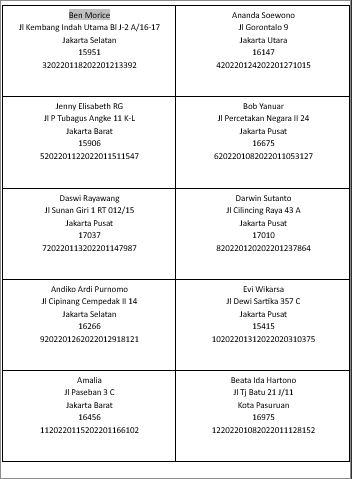 Ben Morice
Jl Kembang Indah Utama Bl J-2 A/16-17
Jakarta Selatan
15951
320220118202201213392
Ananda Soewono
Jl Gorontalo 9
Jakarta Utara
16147
420220124202201271015
Jenny Elisabeth RG
Jl P Tubagus Angke 11 K-L
Jakarta Barat
15906
5202201122022011511547
Bob Yanuar
Jl Percetakan Negara II 24
Jakarta Pusat
16675
6202201082022011053127
Daswi Rayawang
Jl Sunan Giri 1 RT 012/15
Jakarta Pusat
17037
720220113202201147987
Darwin Sutanto
Jl Cilincing Raya 43 A
Jakarta Pusat
17010
820220120202201237864
Andiko Ardi Purnomo
Jl Cipinang Cempedak II 14
Jakarta Selatan
16266
9202201262022012918121
Evi Wikarsa
Jl Dewi Sartika 357 C
Jakarta Pusat
15415
10202201312022020310375
Amalia
Jl Paseban 3 C
Jakarta Barat
16456
1120220115202201166102
Beata Ida Hartono
Jl Tj Batu 21 J/11
Kota Pasuruan
16975
12202201082022011128152